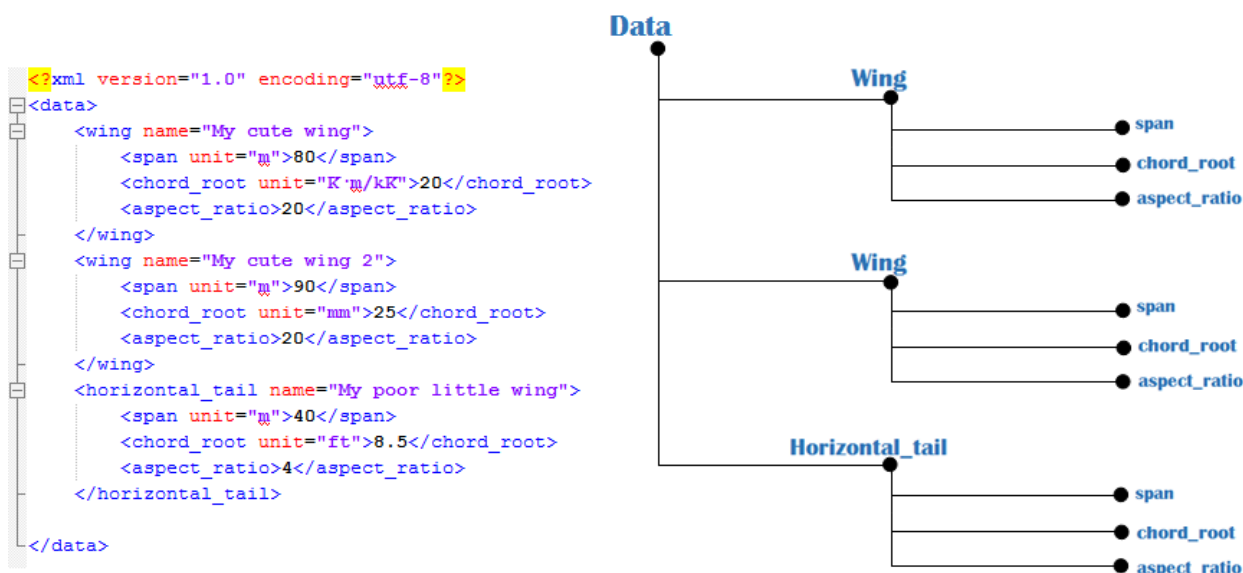 <?xml version="1.0" encoding="utf-8"?>
<data>
<wing name="My cute wing">
<span unit="m">80</span>
<chord_root unit="K·m/kK">20</chord_root>
<aspect_ratio>20</aspect_ratio>
</wing>
<wing name="My cute wing 2">
<span unit="m">90</span>
<chord_root unit="mm">25</chord_root>
<aspect_ratio>20</aspect_ratio>
</wing>
<horizontal_tail name="My poor little wing">
<span unit="m">40</span>
<chord_root unit="ft">8.5</chord_root>
<aspect_ratio>4</aspect_ratio>
</horizontal_tail>
</data>
Data
Wing
span
chord_root
aspect_ratio
Wing
span
chord_root
aspect_ratio
Horizontal_tail
span
chord_root
aspect_ratio